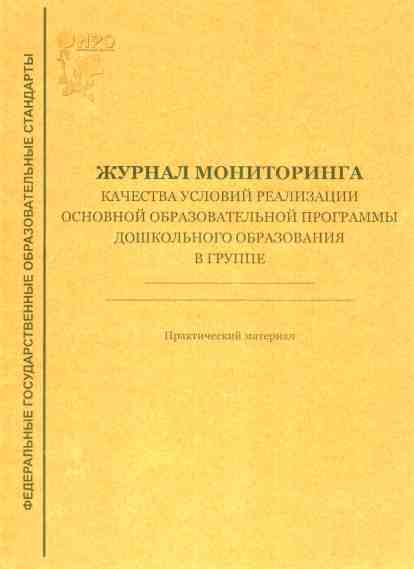 ФЕДЕРАЛЬНЫЕ ГОСУДАРСТВЕННЫЕ ОБРАЗОВАТЕЛЬНЫЕ СТАНДАРТЫ
ИРО
ЖУРНАЛ МОНИТОРИНГА
КАЧЕСТВА УСЛОВИЙ РЕАЛИЗАЦИИ
ОСНОВНОЙ ОБРАЗОВАТЕЛЬНОЙ ПРОГРАММЫ
ДОШКОЛЬНОГО ОБРАЗОВАНИЯ
В ГРУППЕ
Практический материал